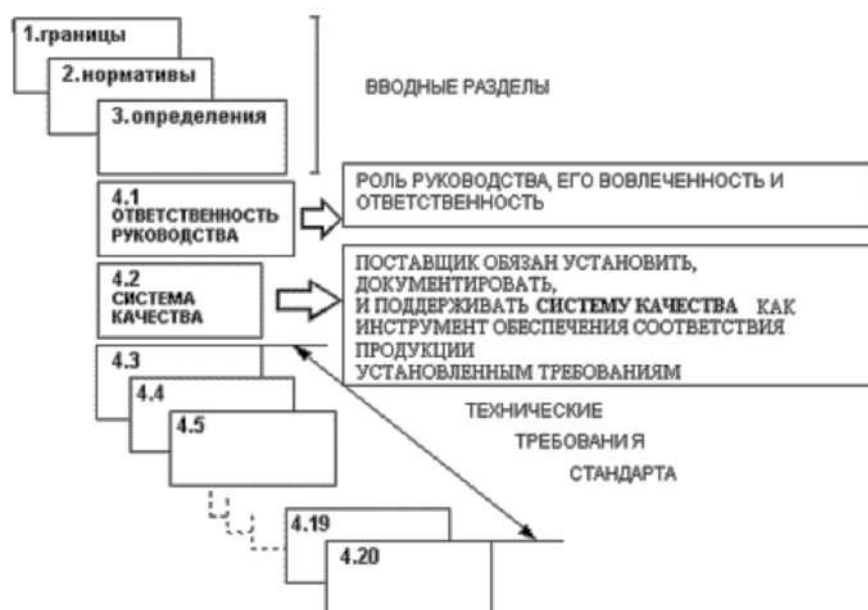 1.границы
2.нормативы
3.определения
ВВОДНЫЕ РАЗДЕЛЫ
4.1
ОТВЕТСТВЕННОСТЬ
РУКОВОДСТВА
РОЛЬ РУКОВОДСТВА, ЕГО ВОВЛЕЧЕННОСТЬ И
ОТВЕТСТВЕННОСТЬ
4.2
СИСТЕМА
КАЧЕСТВА
ПОСТАВЩИК ОБЯЗАН УСТАНОВИТЬ,
ДОКУМЕНТИРОВАТЬ,
И ПОДДЕРЖИВАТЬ СИСТЕМУ КАЧЕСТВА КАК
ИНСТРУМЕНТ ОБЕСПЕЧЕНИЯ СООТВЕТСТВИЯ
ПРОДУКЦИИ
УСТАНОВЛЕННЫМ ТРЕБОВАНИЯМ
4.3
4.4
4.5
ТЕХНИЧЕСКИЕ
ТРЕБОВАНИ Я
СТАНДАРТА
4.19
4.20